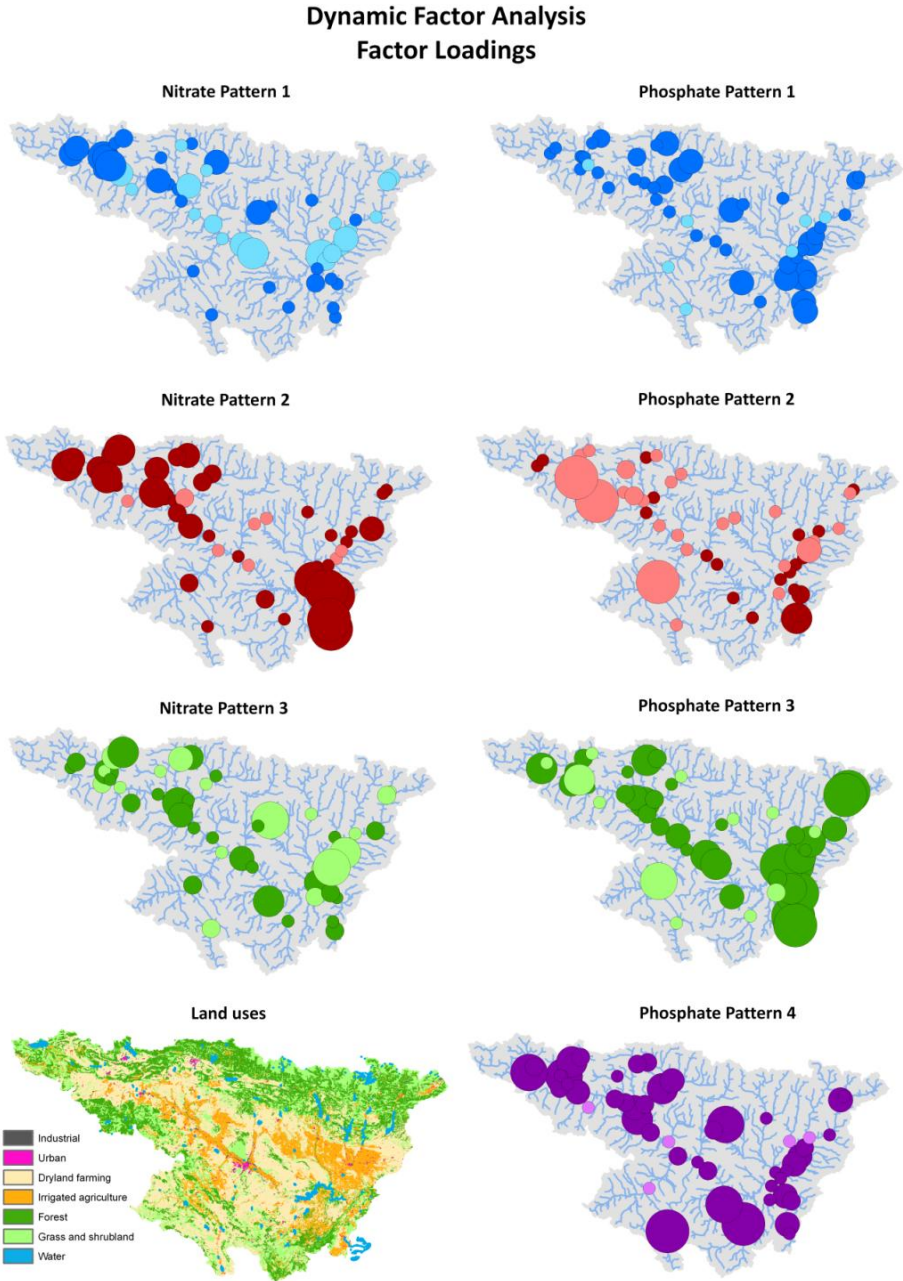 Dynamic Factor Analysis
Factor Loadings
Nitrate Pattern 1
Phosphate Pattern 1
Nitrate Pattern 2
Phosphate Pattern 2
Nitrate Pattern 3
Phosphate Pattern 3
Land uses
Phosphate Pattern 4
Industrial
Urban
Dryland farming
Irrigated agriculture
Forest
Grass and shrubland
Water